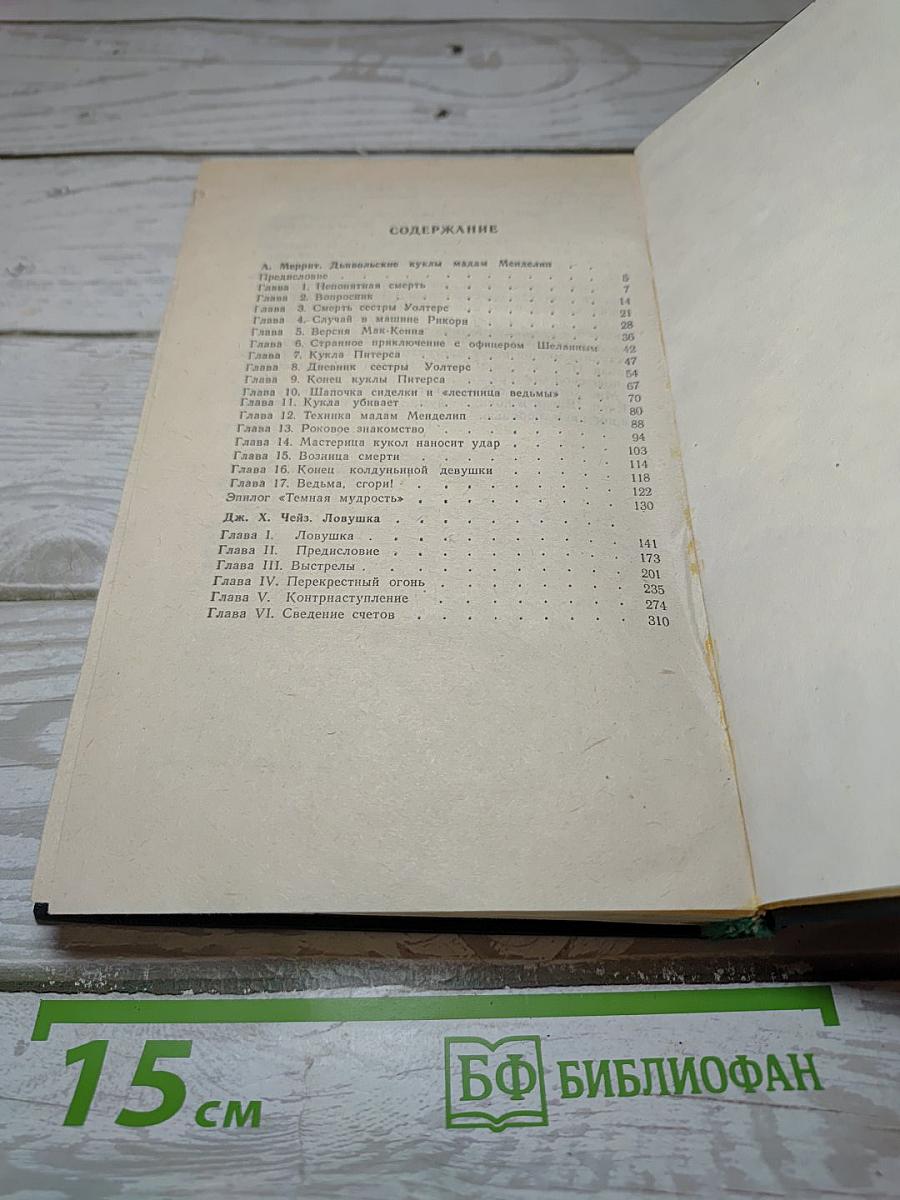 СОДЕРЖАНИЕ
А. Меррит. Дьявольские куклы мадам Менделип . .
Предисловие . . . . . . . . . . . 5
Глава 1. Непонятная смерть . . . . . . . 7
Глава 2. Вопросник . . . . . . . . . 14
Глава 3. Смерть сестры Уолтерс . . . . . . 21
Глава 4. Случай в машине Рикори . . . . . 28
Глава 5. Версия Мак-Кенна . . . . . . . 36
Глава 6. Странное приключение с офицером Шевлиным 42
Глава 7. Кукла Питерса . . . . . . . . 47
Глава 8. Дневник сестры Уолтерс . . . . . 54
Глава 9. Конец куклы Питерса . . . . . . 67
Глава 10. Шапочка сиделки и «лестница ведьмы» . . 70
Глава 11. Кукла убивает . . . . . . . . 80
Глава 12. Техника мадам Менделип . . . . . 88
Глава 13. Роковое знакомство . . . . . . 94
Глава 14. Мастерица кукол наносит удар . . . . 103
Глава 15. Возница смерти . . . . . . . 114
Глава 16. Конец колдуньиной девушки . . . . 118
Глава 17. Ведьма, сгори! . . . . . . . . 122
Эпилог «Темная мудрость» . . . . . . . . 130
Дж. Х. Чейз. Ловушка . . . . . . . . .
Глава I. Ловушка . . . . . . . . . . 141
Глава II. Предисловие . . . . . . . . . 173
Глава III. Выстрелы . . . . . . . . . . 201
Глава IV. Перекрестный огонь . . . . . . . 235
Глава V. Контрнаступление . . . . . . . . 274
Глава VI. Сведение счетов . . . . . . . . 310
15 см
БФ БИБЛИОФАН